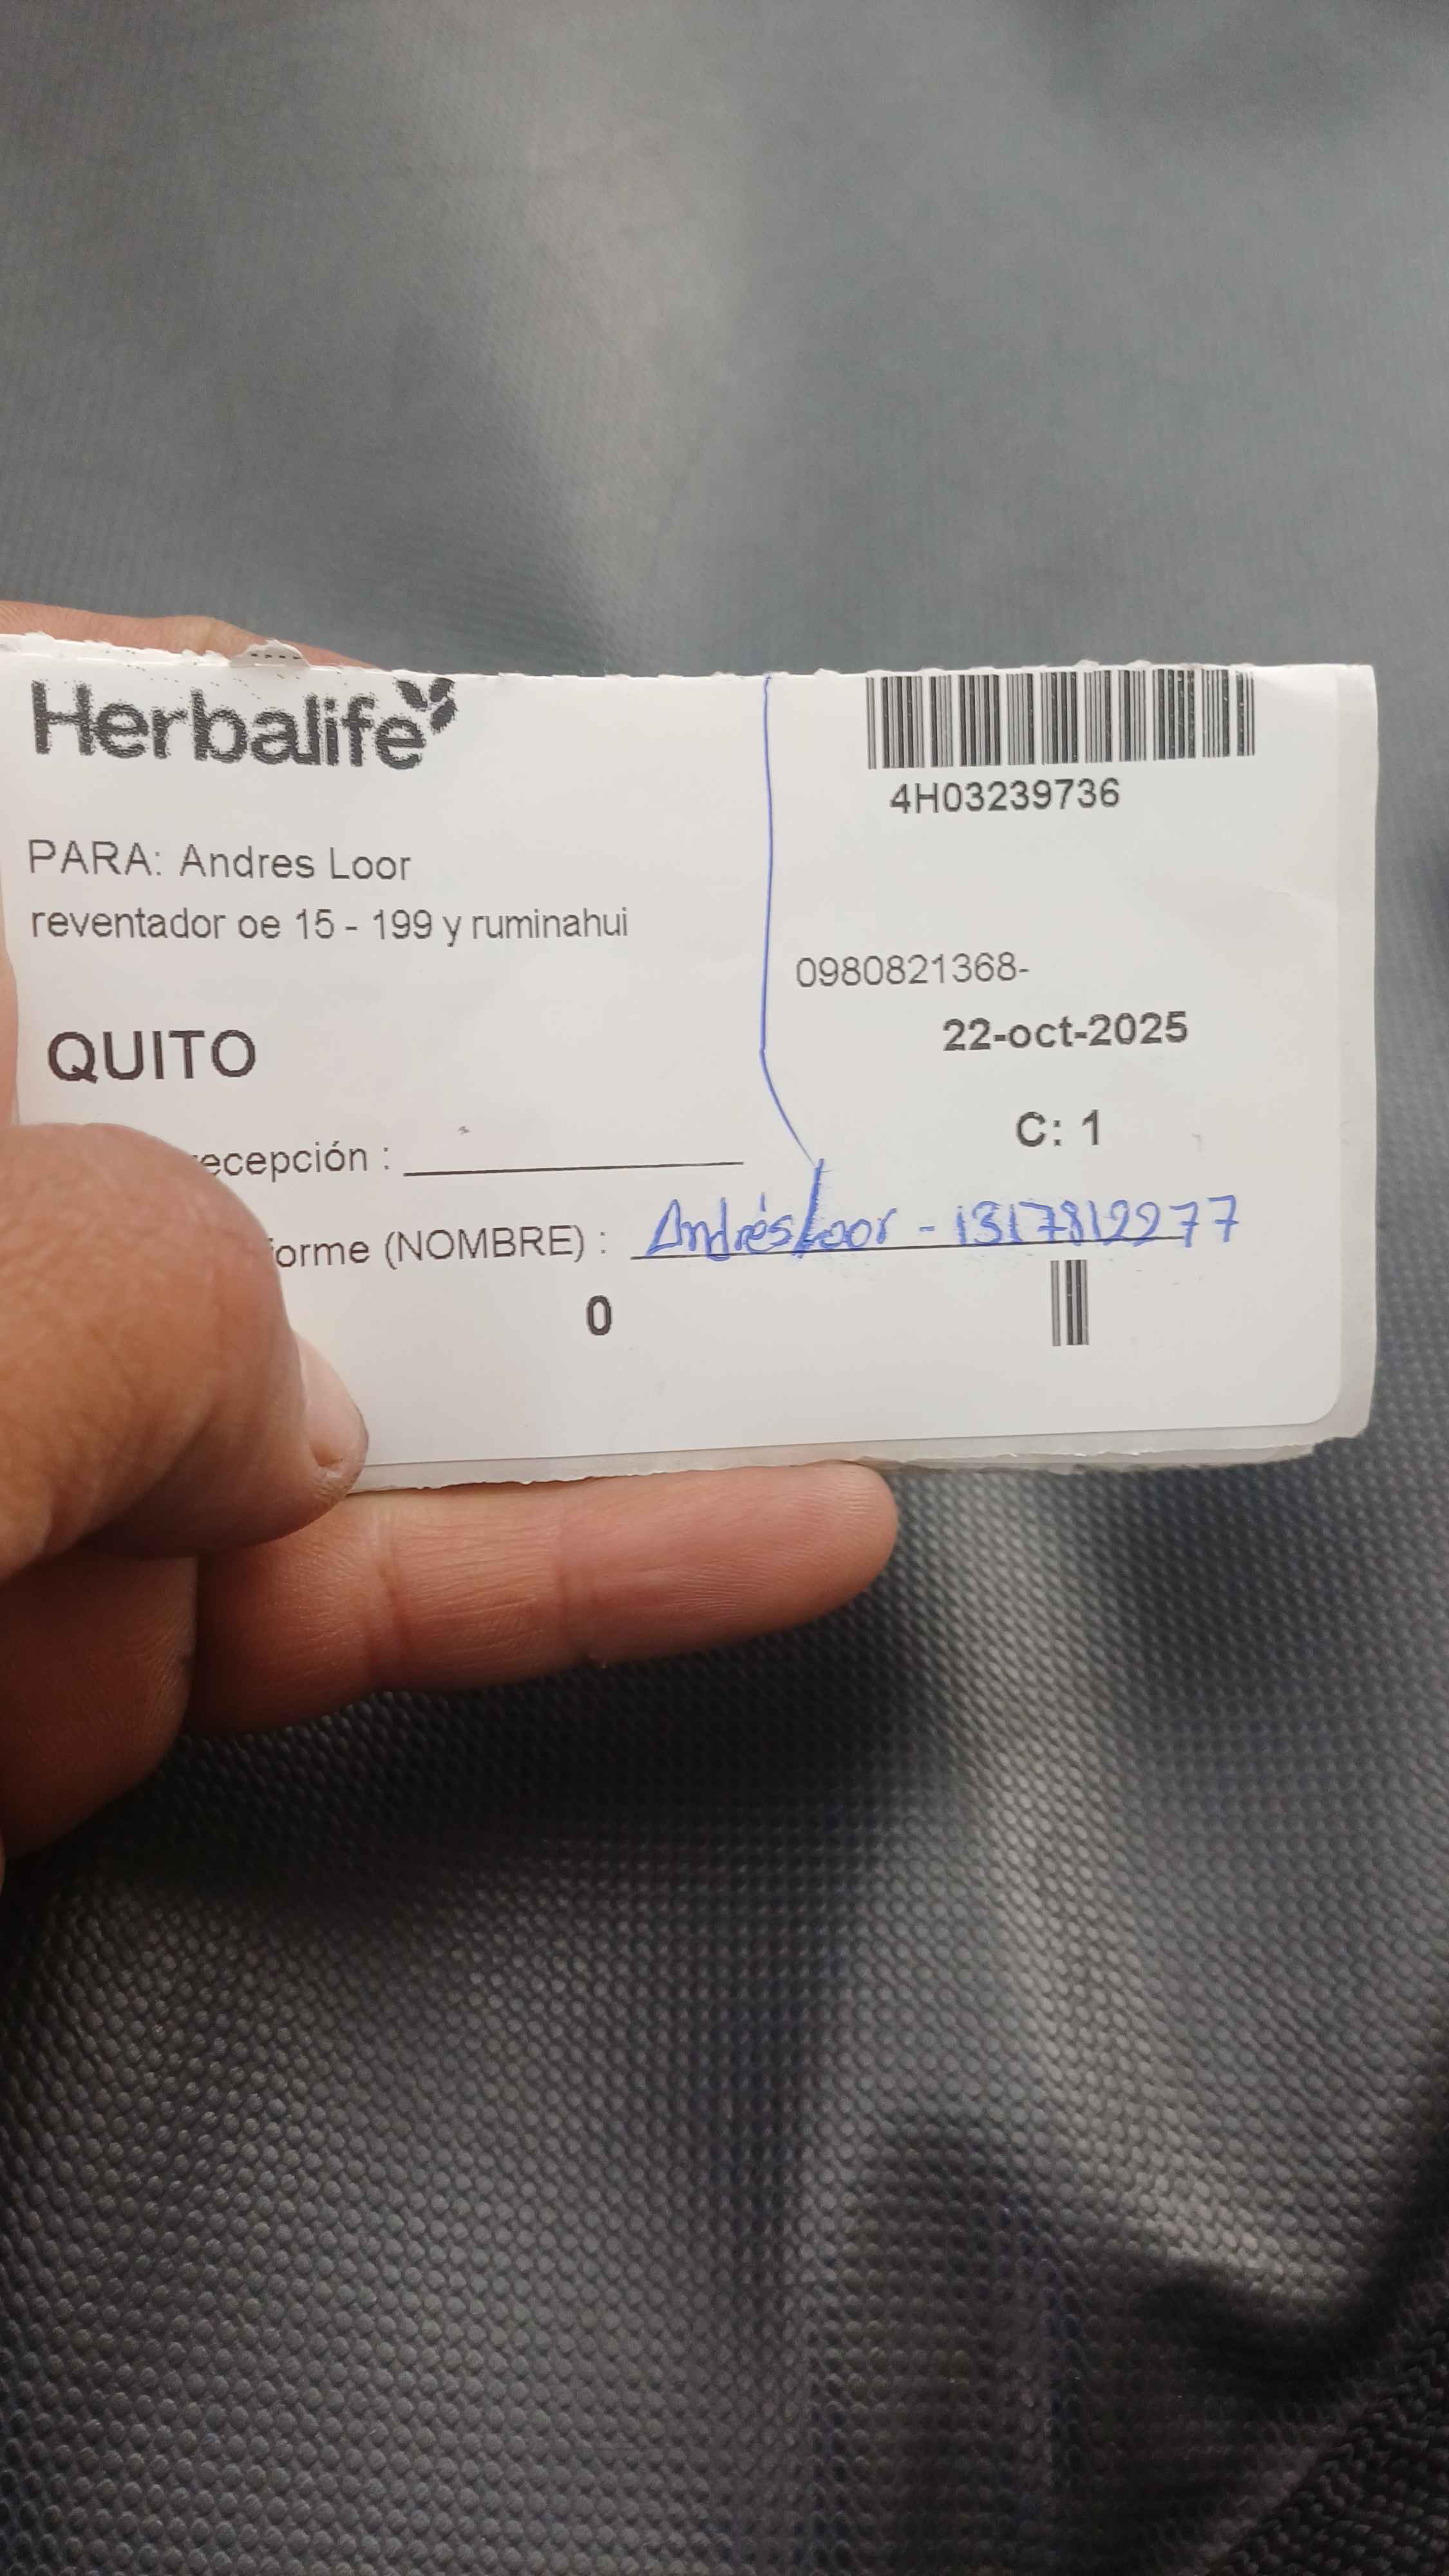 Herbalife
4H03239736
PARA: Andres Loor
reventador oe 15 - 199 y ruminahui
0980821368-
22-oct-2025
QUITO
C: 1
ecepción :
orme (NOMBRE) : Andrés Loor - 1317812277
0